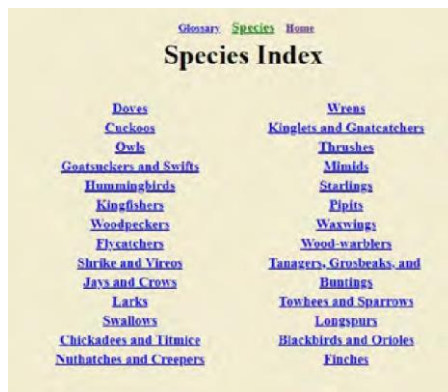 Glossary Species Home
Species Index
Doves
Cuckoos
Owls
Goatsuckers and Swifts
Hummingbirds
Kingfishers
Woodpeckers
Flycatchers
Shrike and Vireos
Jays and Crows
Larks
Swallows
Chickadees and Titmice
Nuthatches and Creepers
Wrens
Kinglets and Gnatcatchers
Thrushes
Mimids
Starlings
Pipits
Waxwings
Wood-warblers
Tanagers, Grosbeaks, and
Buntings
Towhees and Sparrows
Longspurs
Blackbirds and Orioles
Finches